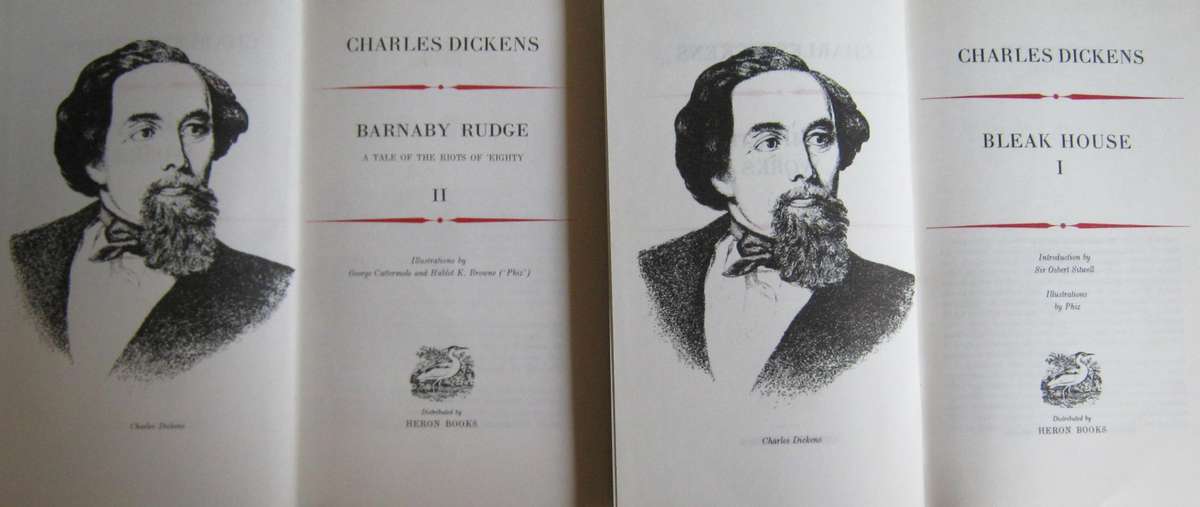 CHARLES DICKENS
BARNABY RUDGE
A TALE OF THE RIOTS OF 'EIGHTY
II
Illustrations by
George Cattermole and Hablot K. Browne ('Phiz')
Distributed by
HERON BOOKS
Charles Dickens
CHARLES DICKENS
BLEAK HOUSE
I
Introduction by
Sir Osbert Sitwell
Illustrations
by Phiz
Distributed by
HERON BOOKS
Charles Dickens